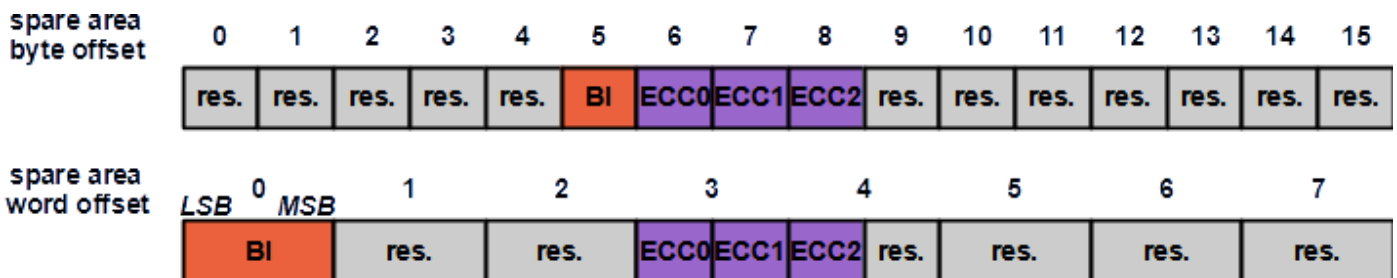 spare area
byte offset 0 1 2 3 4 5 6 7 8 9 10 11 12 13 14 15
res. res. res. res. res. BI ECC0 ECC1 ECC2 res. res. res. res. res. res. res.
spare area
word offset LSB 0 MSB 1 2 3 4 5 6 7
BI res. res. ECC0 ECC1 ECC2 res. res. res. res.